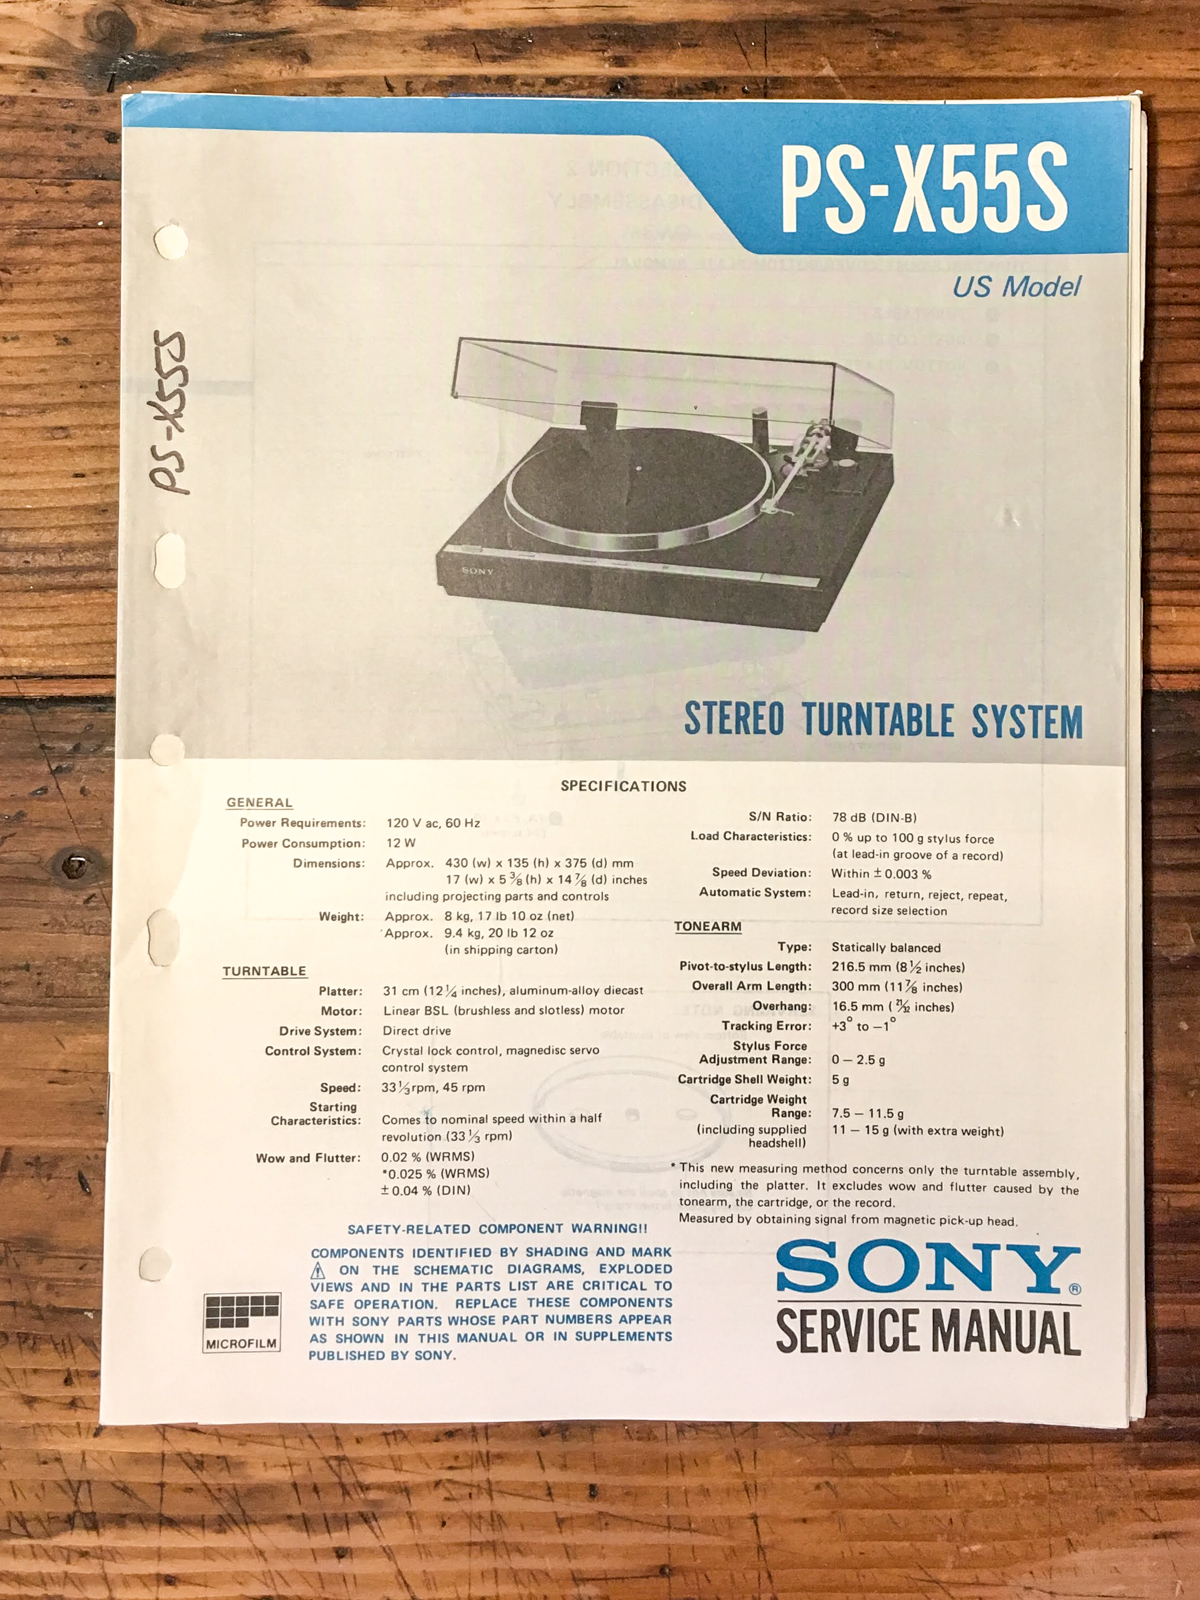 PS-X55S
US Model
PS-X55S
SONY
STEREO TURNTABLE SYSTEM
SPECIFICATIONS
GENERAL
Power Requirements: 120 V ac, 60 Hz
Power Consumption: 12 W
Dimensions: Approx. 430 (w) x 135 (h) x 375 (d) mm
17 (w) x 5 3/8 (h) x 14 7/8 (d) inches
including projecting parts and controls
Weight: Approx. 8 kg, 17 lb 10 oz (net)
Approx. 9.4 kg, 20 lb 12 oz
(in shipping carton)
TURNTABLE
Platter: 31 cm (12 1/4 inches), aluminum-alloy diecast
Motor: Linear BSL (brushless and slotless) motor
Drive System: Direct drive
Control System: Crystal lock control, magnedisc servo
control system
Speed: 33 1/3 rpm, 45 rpm
Starting
Characteristics: Comes to nominal speed within a half
revolution (33 1/3 rpm)
Wow and Flutter: 0.02 % (WRMS)
*0.025 % (WRMS)
±0.04 % (DIN)
S/N Ratio: 78 dB (DIN-B)
Load Characteristics: 0 % up to 100 g stylus force
(at lead-in groove of a record)
Speed Deviation: Within ± 0.003 %
Automatic System: Lead-in, return, reject, repeat,
record size selection
TONEARM
Type: Statically balanced
Pivot-to-stylus Length: 216.5 mm (8 1/2 inches)
Overall Arm Length: 300 mm (11 7/8 inches)
Overhang: 16.5 mm (21/32 inches)
Tracking Error: +3° to −1°
Stylus Force
Adjustment Range: 0 – 2.5 g
Cartridge Shell Weight: 5 g
Cartridge Weight
Range: 7.5 – 11.5 g
(including supplied 11 – 15 g (with extra weight)
headshell)
* This new measuring method concerns only the turntable assembly,
including the platter. It excludes wow and flutter caused by the
tonearm, the cartridge, or the record.
Measured by obtaining signal from magnetic pick-up head.
SAFETY-RELATED COMPONENT WARNING!!
COMPONENTS IDENTIFIED BY SHADING AND MARK
⚠ ON THE SCHEMATIC DIAGRAMS, EXPLODED
VIEWS AND IN THE PARTS LIST ARE CRITICAL TO
SAFE OPERATION. REPLACE THESE COMPONENTS
WITH SONY PARTS WHOSE PART NUMBERS APPEAR
AS SHOWN IN THIS MANUAL OR IN SUPPLEMENTS
PUBLISHED BY SONY.
MICROFILM
SONY®
SERVICE MANUAL